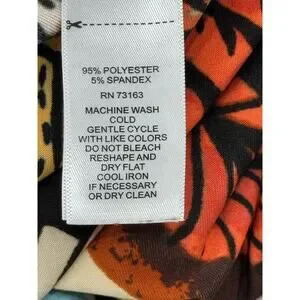 95% POLYESTER
5% SPANDEX
RN 73163
MACHINE WASH
COLD
GENTLE CYCLE
WITH LIKE COLORS
DO NOT BLEACH
RESHAPE AND
DRY FLAT
COOL IRON
IF NECESSARY
OR DRY CLEAN